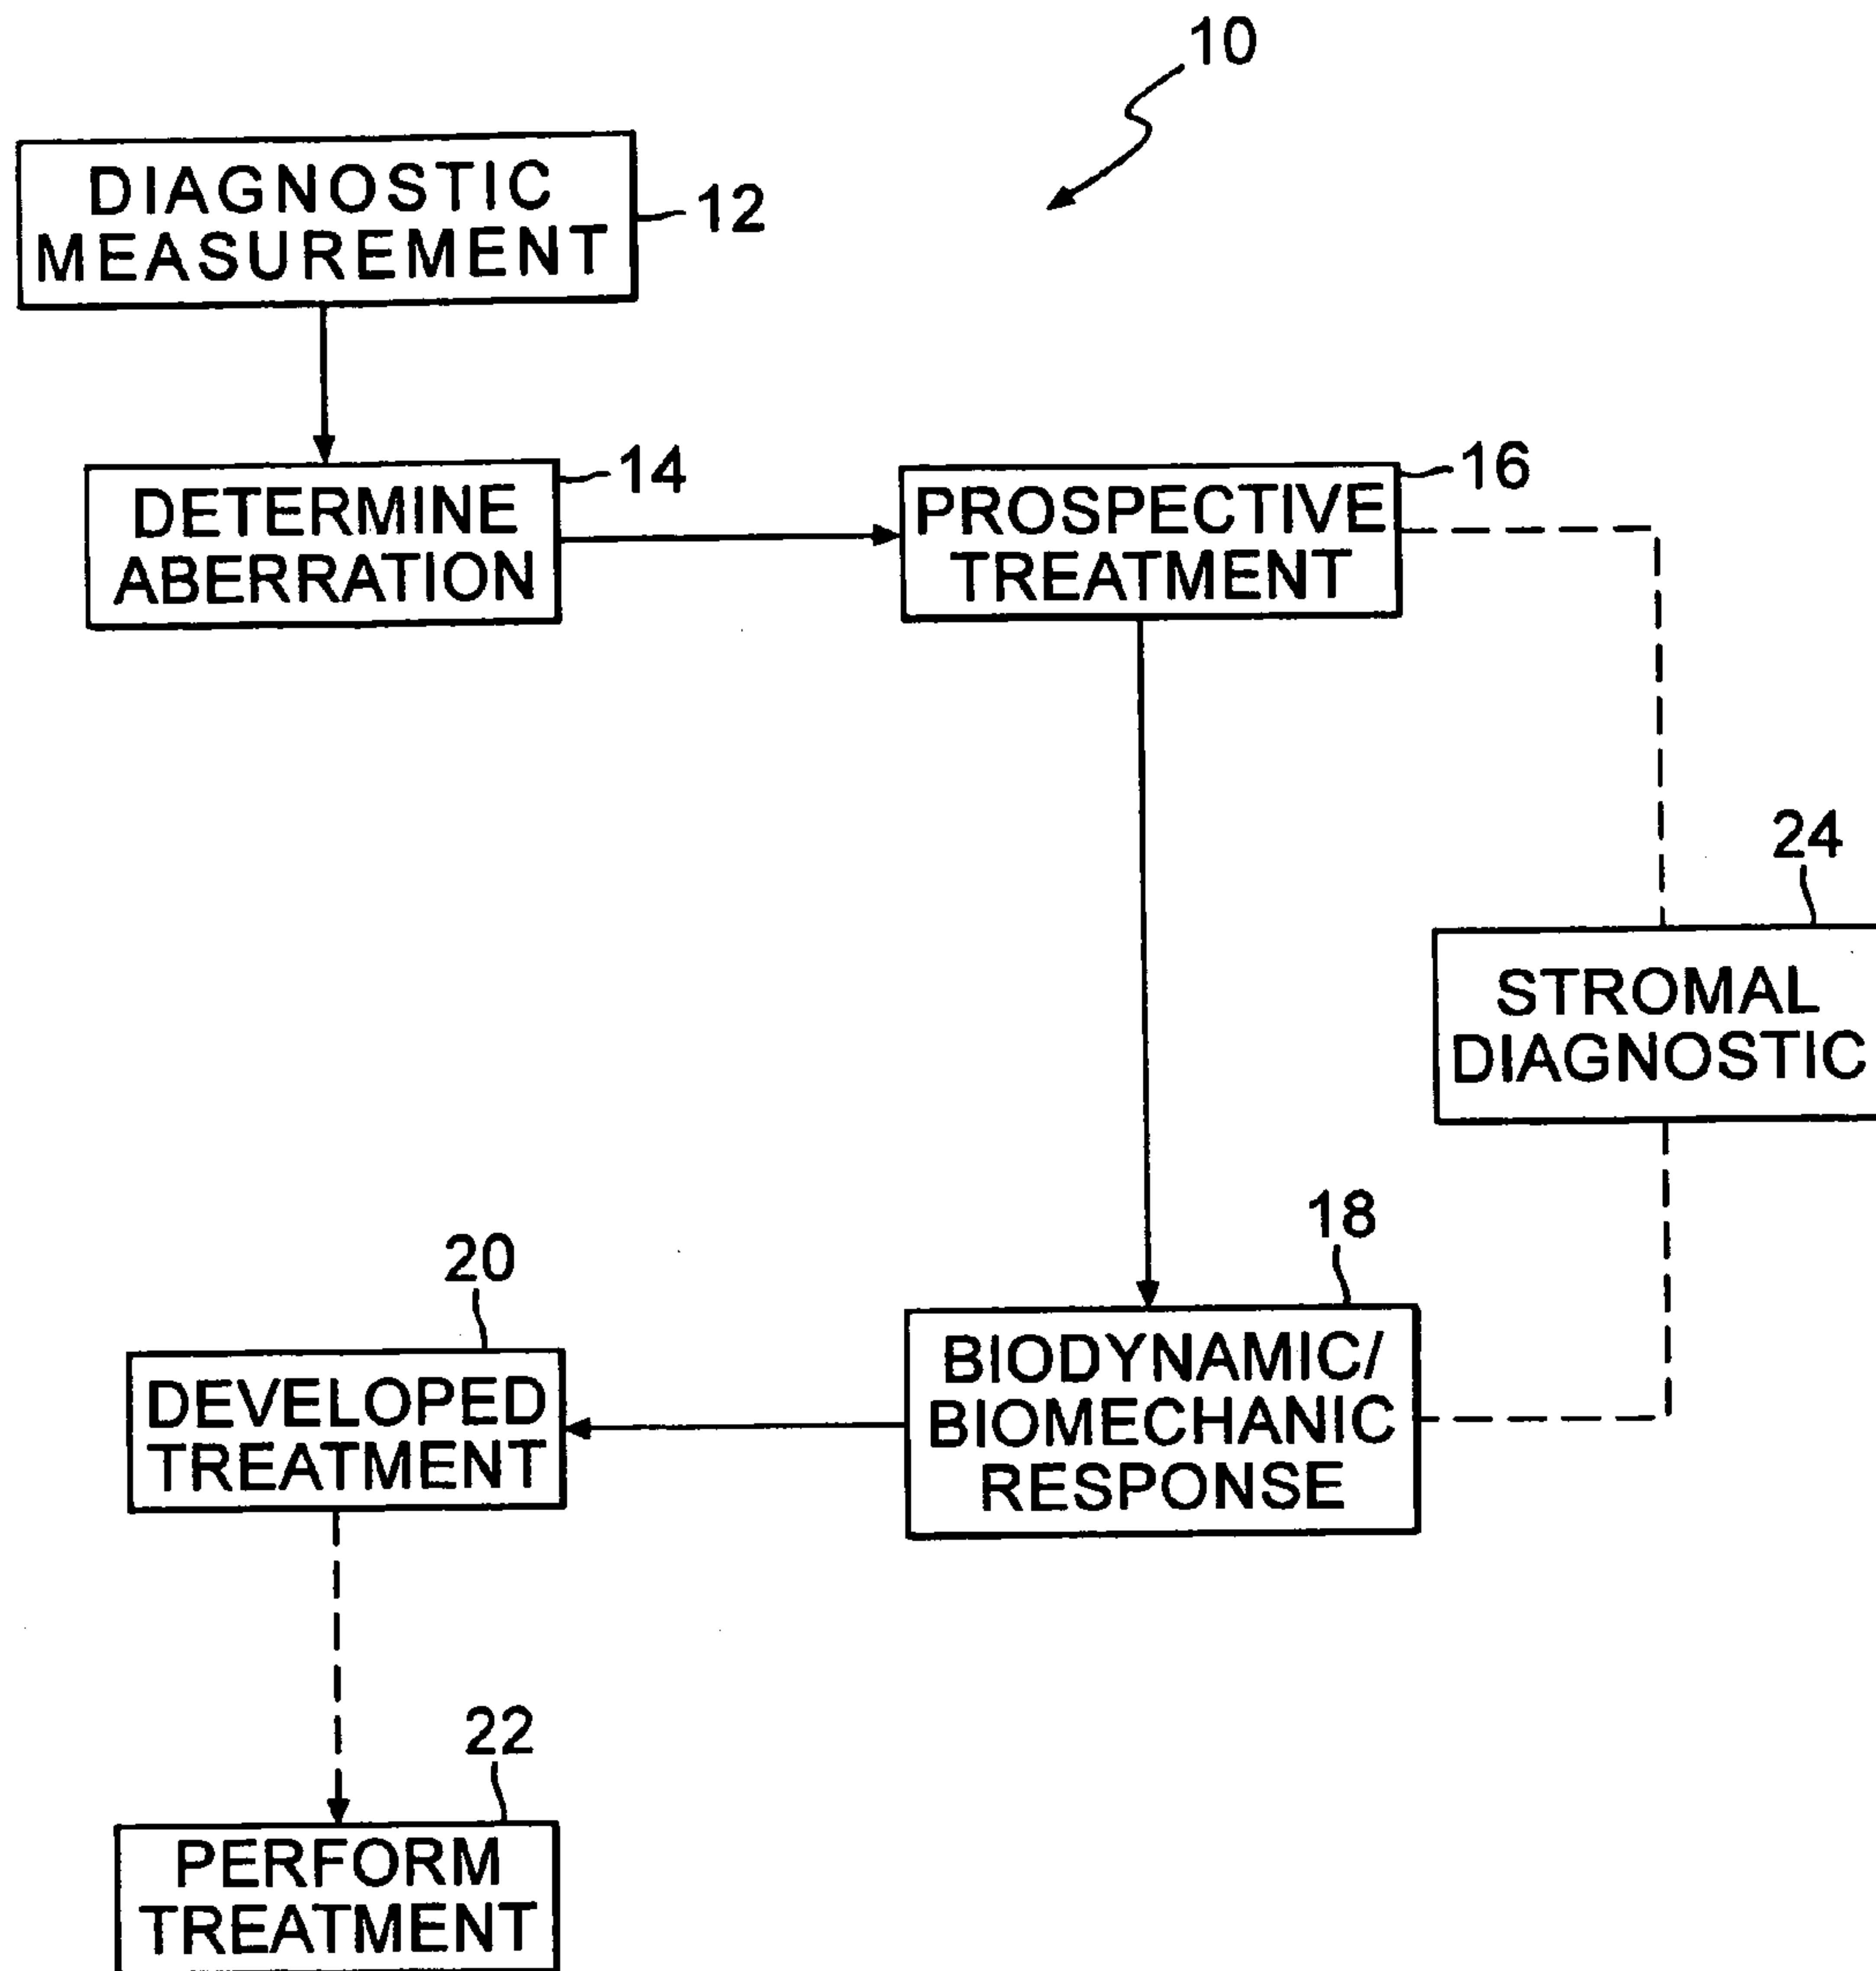 10
DIAGNOSTIC
MEASUREMENT
12
DETERMINE
ABERRATION
14
PROSPECTIVE
TREATMENT
16
24
STROMAL
DIAGNOSTIC
18
BIODYNAMIC/
BIOMECHANIC
RESPONSE
20
DEVELOPED
TREATMENT
22
PERFORM
TREATMENT